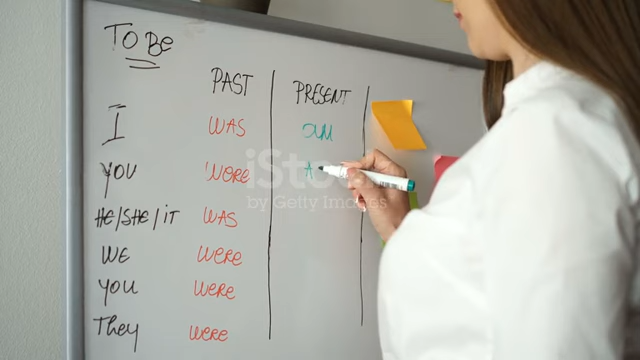 To Be
PAST PRESENT
I WAS am
YOU WERE A
HE/SHE/IT WAS
WE WERE
YOU WERE
They WERE
iStock
by Getty Images